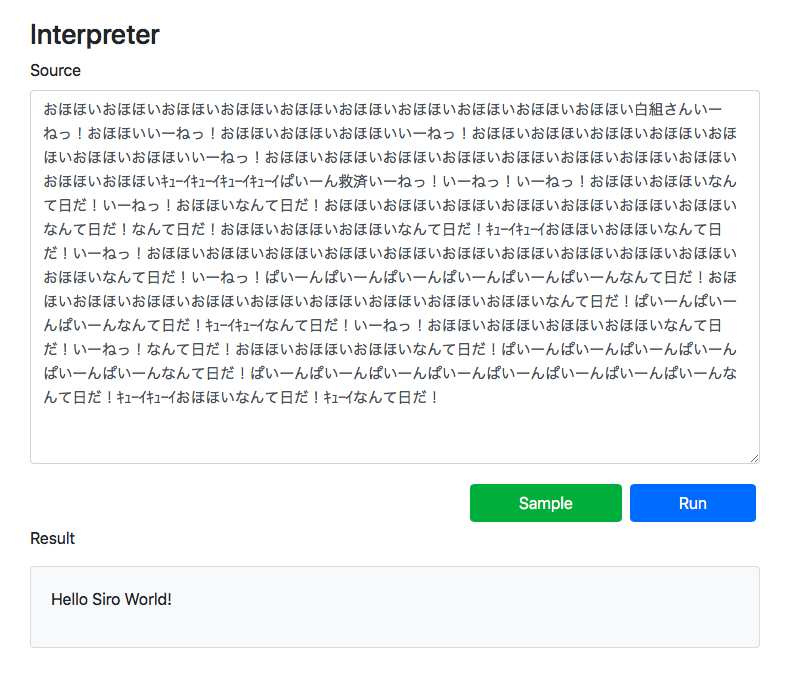 Interpreter
Source
おほほいおほほいおほほいおほほいおほほいおほほいおほほいおほほいおほほいおほほい白組さんいー
ねっ！おほほいいーねっ！おほほいおほほいおほほいいーねっ！おほほいおほほいおほほいおほほいおほ
ほいおほほいおほほいいーねっ！おほほいおほほいおほほいおほほいおほほいおほほいおほほいおほほい
おほほいおほほいｷｭｰｲｷｭｰｲｷｭｰｲｷｭｰｲぱいーん救済いーねっ！いーねっ！いーねっ！おほほいおほほいなん
て日だ！いーねっ！おほほいなんて日だ！おほほいおほほいおほほいおほほいおほほいおほほいおほほい
なんて日だ！なんて日だ！おほほいおほほいおほほいなんて日だ！ｷｭｰｲｷｭｰｲおほほいおほほいなんて日
だ！いーねっ！おほほいおほほいおほほいおほほいおほほいおほほいおほほいおほほいおほほいおほほい
おほほいなんて日だ！いーねっ！ぱいーんぱいーんぱいーんぱいーんぱいーんぱいーんなんて日だ！おほ
ほいおほほいおほほいおほほいおほほいおほほいおほほいおほほいおほほいなんて日だ！ぱいーんぱいー
んぱいーんなんて日だ！ｷｭｰｲｷｭｰｲなんて日だ！いーねっ！おほほいおほほいおほほいおほほいなんて日
だ！いーねっ！なんて日だ！おほほいおほほいおほほいなんて日だ！ぱいーんぱいーんぱいーんぱいーん
ぱいーんぱいーんなんて日だ！ぱいーんぱいーんぱいーんぱいーんぱいーんぱいーんぱいーんぱいーんな
んて日だ！ｷｭｰｲｷｭｰｲおほほいなんて日だ！ｷｭｰｲなんて日だ！
Sample
Run
Result
Hello Siro World!